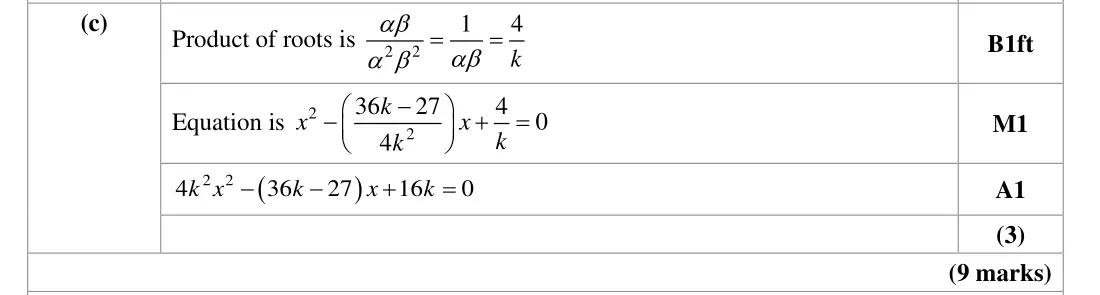 (c)
Product of roots is αβ/α²β² = 1/αβ = 4/k
B1ft
Equation is x² − ((36k − 27)/4k²)x + 4/k = 0
M1
4k²x² − (36k − 27)x + 16k = 0
A1
(3)
(9 marks)